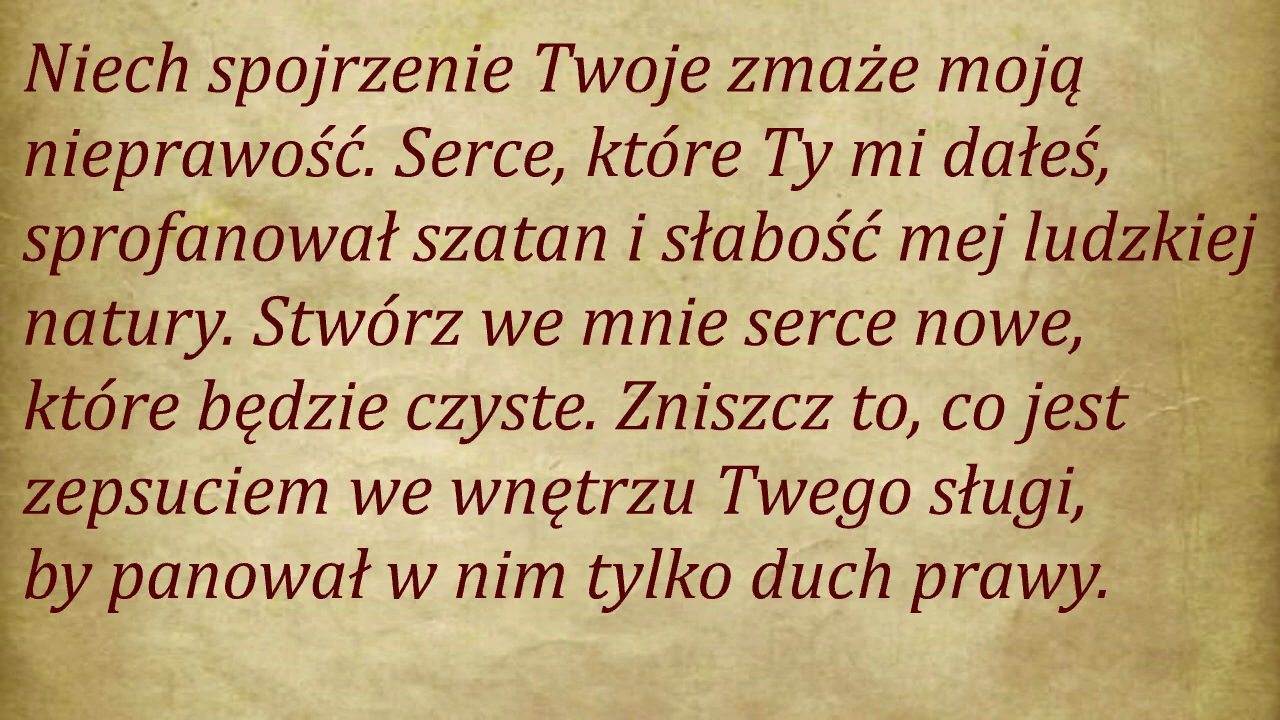 Niech spojrzenie Twoje zmaże moją
nieprawość. Serce, które Ty mi dałeś,
sprofanował szatan i słabość mej ludzkiej
natury. Stwórz we mnie serce nowe,
które będzie czyste. Zniszcz to, co jest
zepsuciem we wnętrzu Twego sługi,
by panował w nim tylko duch prawy.